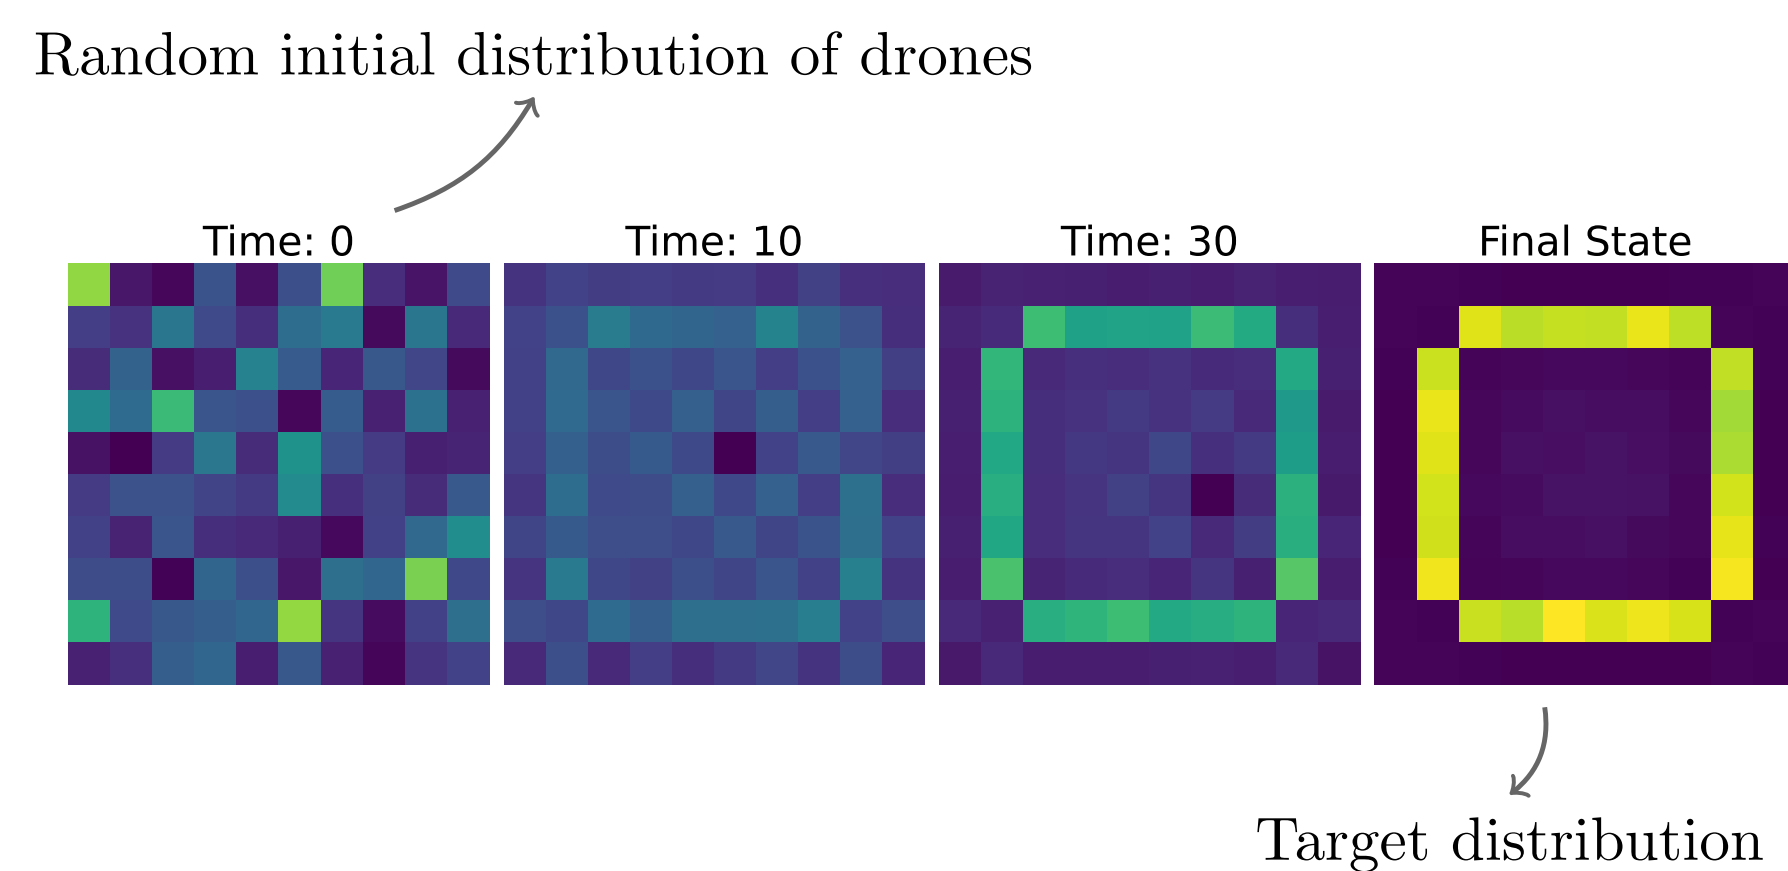 Random initial distribution of drones
Time: 0
Time: 10
Time: 30
Final State
Target distribution